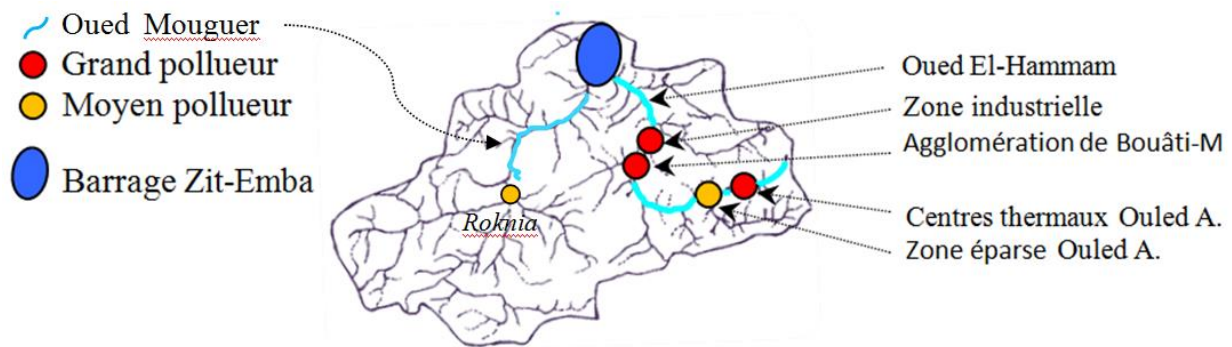 Oued Mouguer
Grand pollueur
Moyen pollueur
Barrage Zit-Emba
Roknia
Oued El-Hammam
Zone industrielle
Agglomération de Bouâti-M
Centres thermaux Ouled A.
Zone éparse Ouled A.